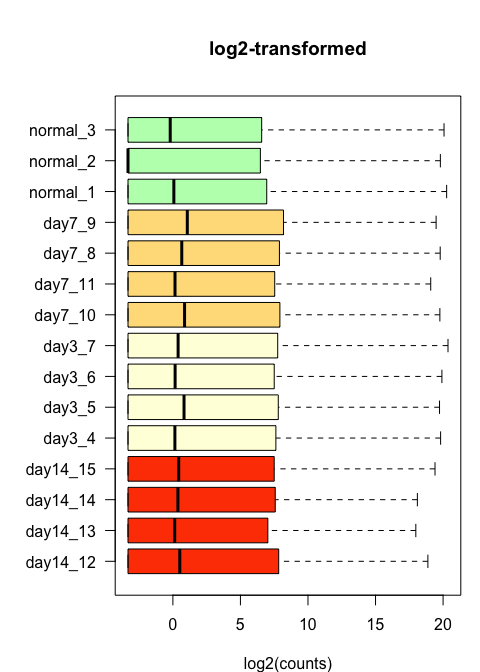 log2-transformed
normal_3
normal_2
normal_1
day7_9
day7_8
day7_11
day7_10
day3_7
day3_6
day3_5
day3_4
day14_15
day14_14
day14_13
day14_12
0 5 10 15 20
log2(counts)